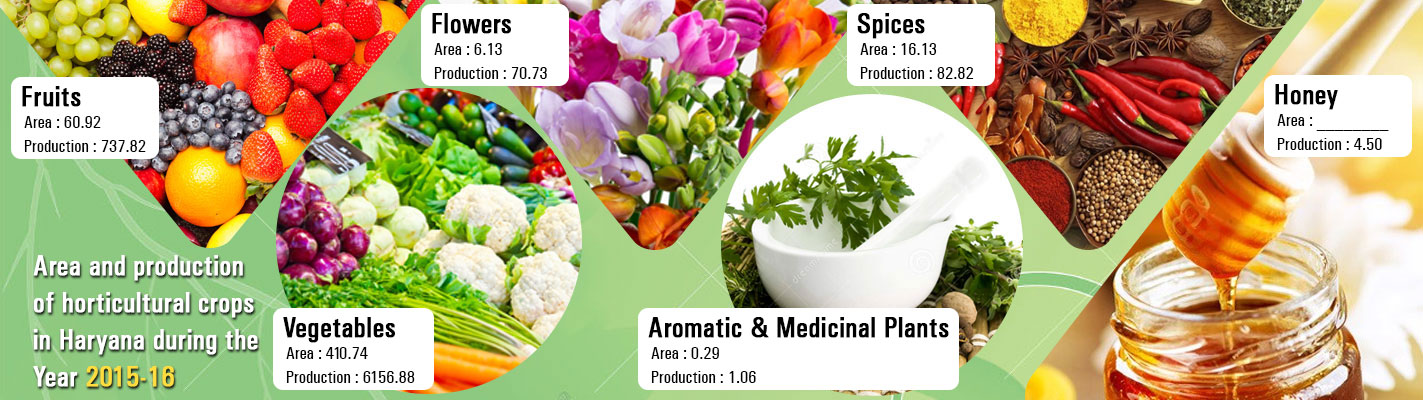 Fruits
Area : 60.92
Production : 737.82
Flowers
Area : 6.13
Production : 70.73
Spices
Area : 16.13
Production : 82.82
Honey
Area : ________
Production : 4.50
Area and production
of horticultural crops
in Haryana during the
Year 2015-16
Vegetables
Area : 410.74
Production : 6156.88
Aromatic & Medicinal Plants
Area : 0.29
Production : 1.06